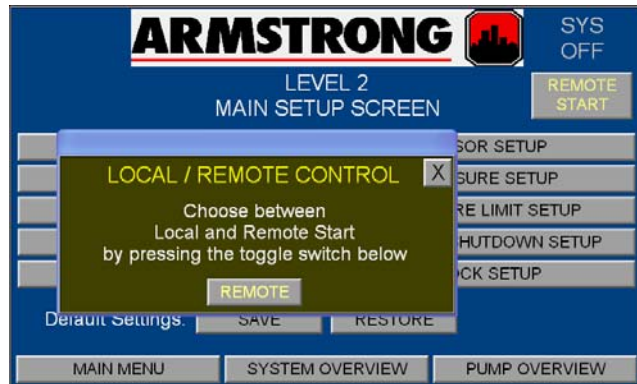 ARMSTRONG
SYS
OFF
LEVEL 2
MAIN SETUP SCREEN
REMOTE
START
SETUP
SURE SETUP
RE LIMIT SETUP
HUTDOWN SETUP
CK SETUP
LOCAL / REMOTE CONTROL
X
Choose between
Local and Remote Start
by pressing the toggle switch below
REMOTE
Default Settings: SAVE RESTORE
MAIN MENU SYSTEM OVERVIEW PUMP OVERVIEW